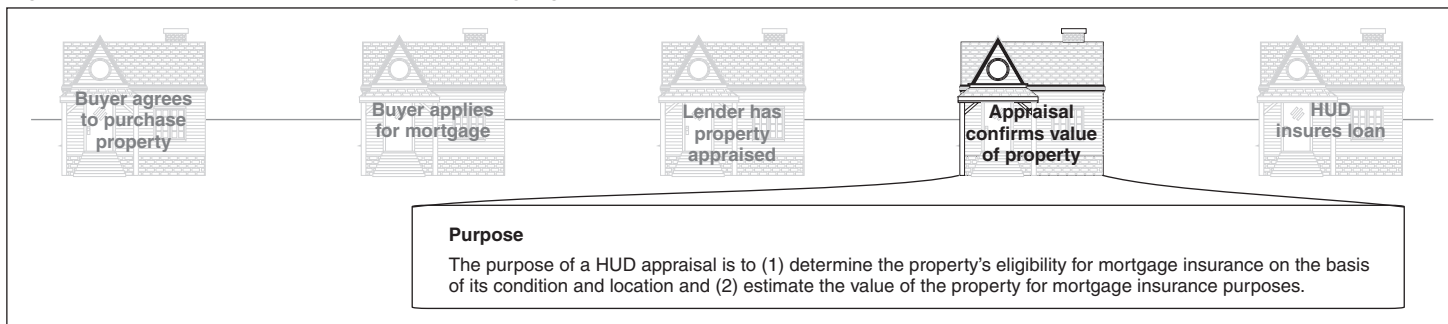 Buyer agrees
to purchase
property
Buyer applies
for mortgage
Lender has
property
appraised
Appraisal
confirms value
of property
HUD
insures loan
Purpose
The purpose of a HUD appraisal is to (1) determine the property's eligibility for mortgage insurance on the basis
of its condition and location and (2) estimate the value of the property for mortgage insurance purposes.